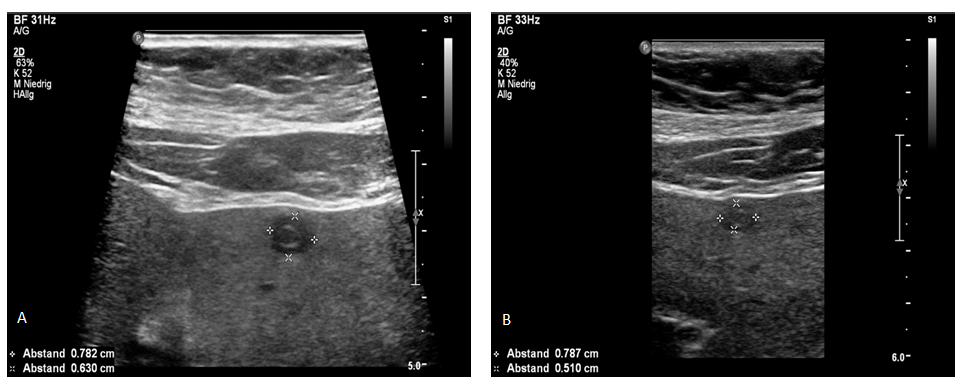 BF 31Hz
A/G
S1
P
2D
63%
K 52
M Niedrig
HAllg
X
A
Abstand 0.782 cm
Abstand 0.630 cm
5.0
BF 33Hz
A/G
S1
P
2D
40%
K 52
M Niedrig
Allg
X
B
Abstand 0.787 cm
Abstand 0.510 cm
6.0